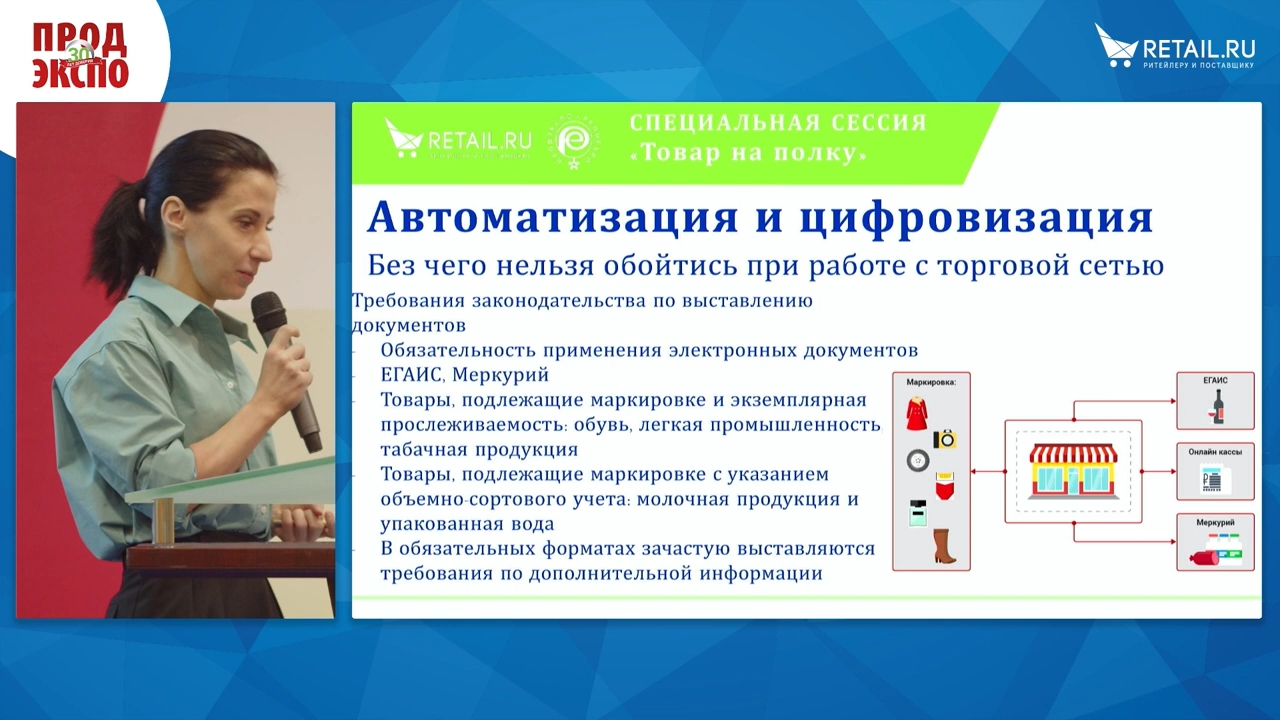 ПРОД
ЭКСПО
30
RETAIL.RU
РИТЕЙЛЕРУ И ПОСТАВЩИКУ
RETAIL.RU
СПЕЦИАЛЬНАЯ СЕССИЯ
«Товар на полку»
Автоматизация и цифровизация
Без чего нельзя обойтись при работе с торговой сетью
Требования законодательства по выставлению
документов
- Обязательность применения электронных документов
- ЕГАИС, Меркурий
- Товары, подлежащие маркировке и экземплярная
прослеживаемость: обувь, легкая промышленность,
табачная продукция
- Товары, подлежащие маркировке с указанием
объемно-сортового учета: молочная продукция и
упакованная вода
- В обязательных форматах зачастую выставляются
требования по дополнительной информации
Маркировка:
ЕГАИС
Онлайн кассы
Меркурий